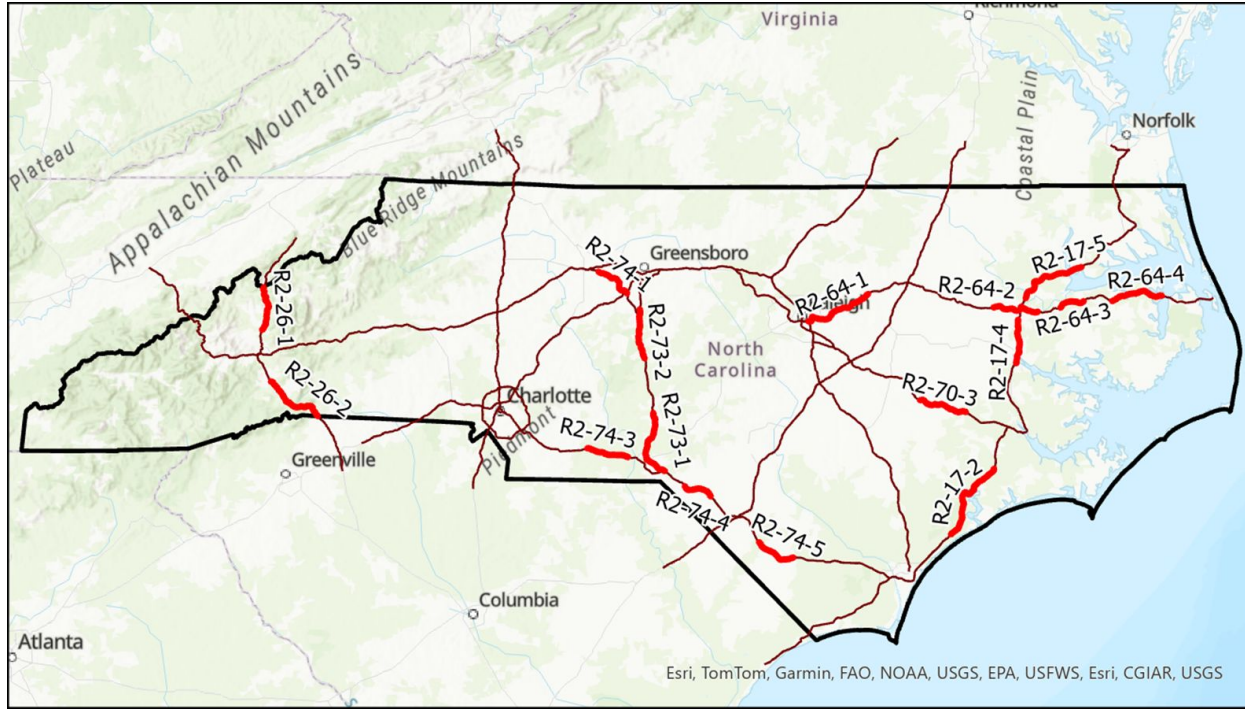 Virginia
Richmond
Coastal Plain
Norfolk
Plateau
Appalachian Mountains
Blue Ridge Mountains
Greensboro
R2-17-5
R2-74-1
R2-26-1
R2-64-1
R2-64-2
R2-64-4
R2-64-3
Raleigh
R2-73-2
R2-17-4
North
Carolina
R2-26-2
Charlotte
R2-70-3
R2-73-1
R2-74-3
Piedmont
Greenville
R2-17-2
R2-74-4
R2-74-5
Columbia
Atlanta
Esri, TomTom, Garmin, FAO, NOAA, USGS, EPA, USFWS, Esri, CGIAR, USGS